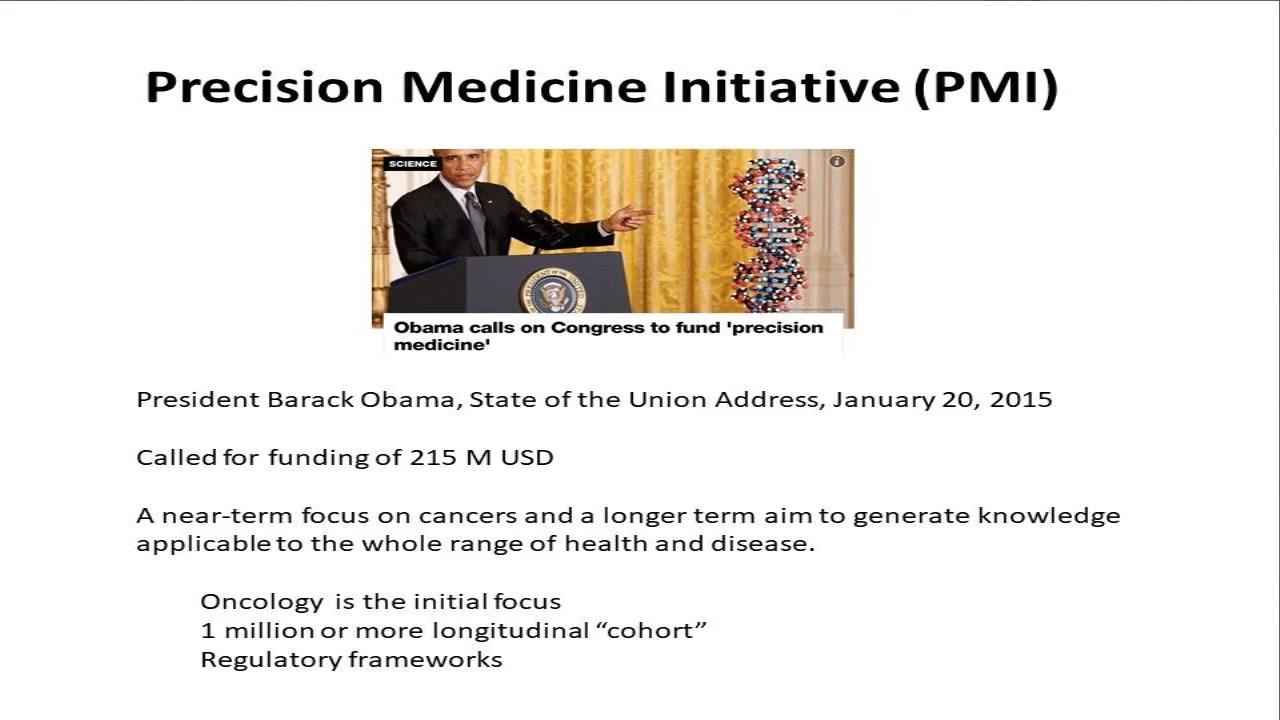 Precision Medicine Initiative (PMI)
SCIENCE
Obama calls on Congress to fund 'precision
medicine'
President Barack Obama, State of the Union Address, January 20, 2015
Called for funding of 215 M USD
A near-term focus on cancers and a longer term aim to generate knowledge
applicable to the whole range of health and disease.
Oncology is the initial focus
1 million or more longitudinal “cohort”
Regulatory frameworks